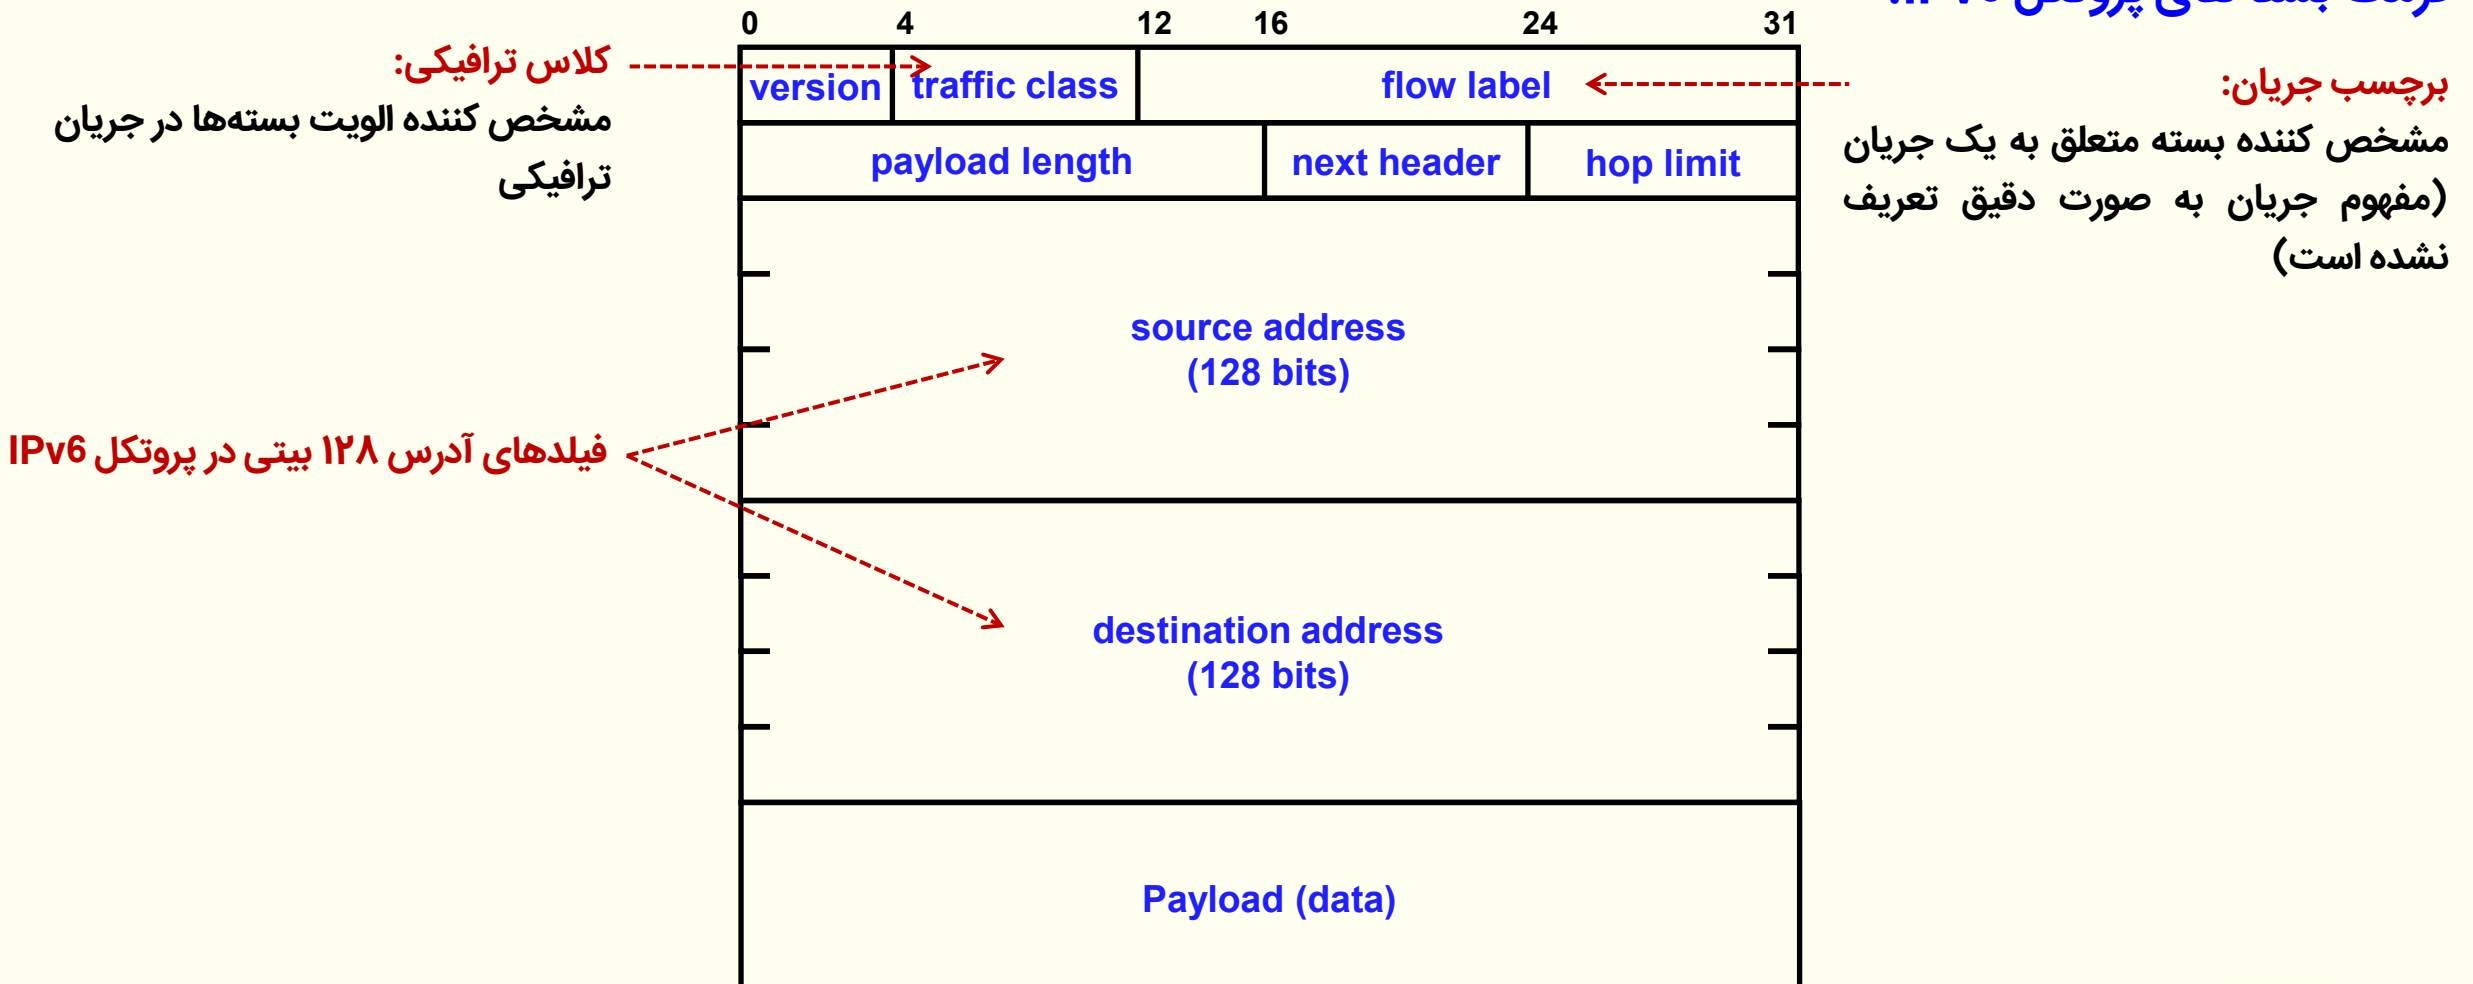 بسته های پروتکل
0 4 12 16 24 31
version traffic class flow label
payload length next header hop limit
source address
(128 bits)
destination address
(128 bits)
Payload (data)
کلاس ترافیکی:
مشخص کننده الویت بسته‌ها در جریان
ترافیکی
برچسب جریان:
مشخص کننده بسته متعلق به یک جریان
(مفهوم جریان به صورت دقیق تعریف
نشده است)
فیلدهای آدرس ۱۲۸ بیتی در پروتکل IPv6